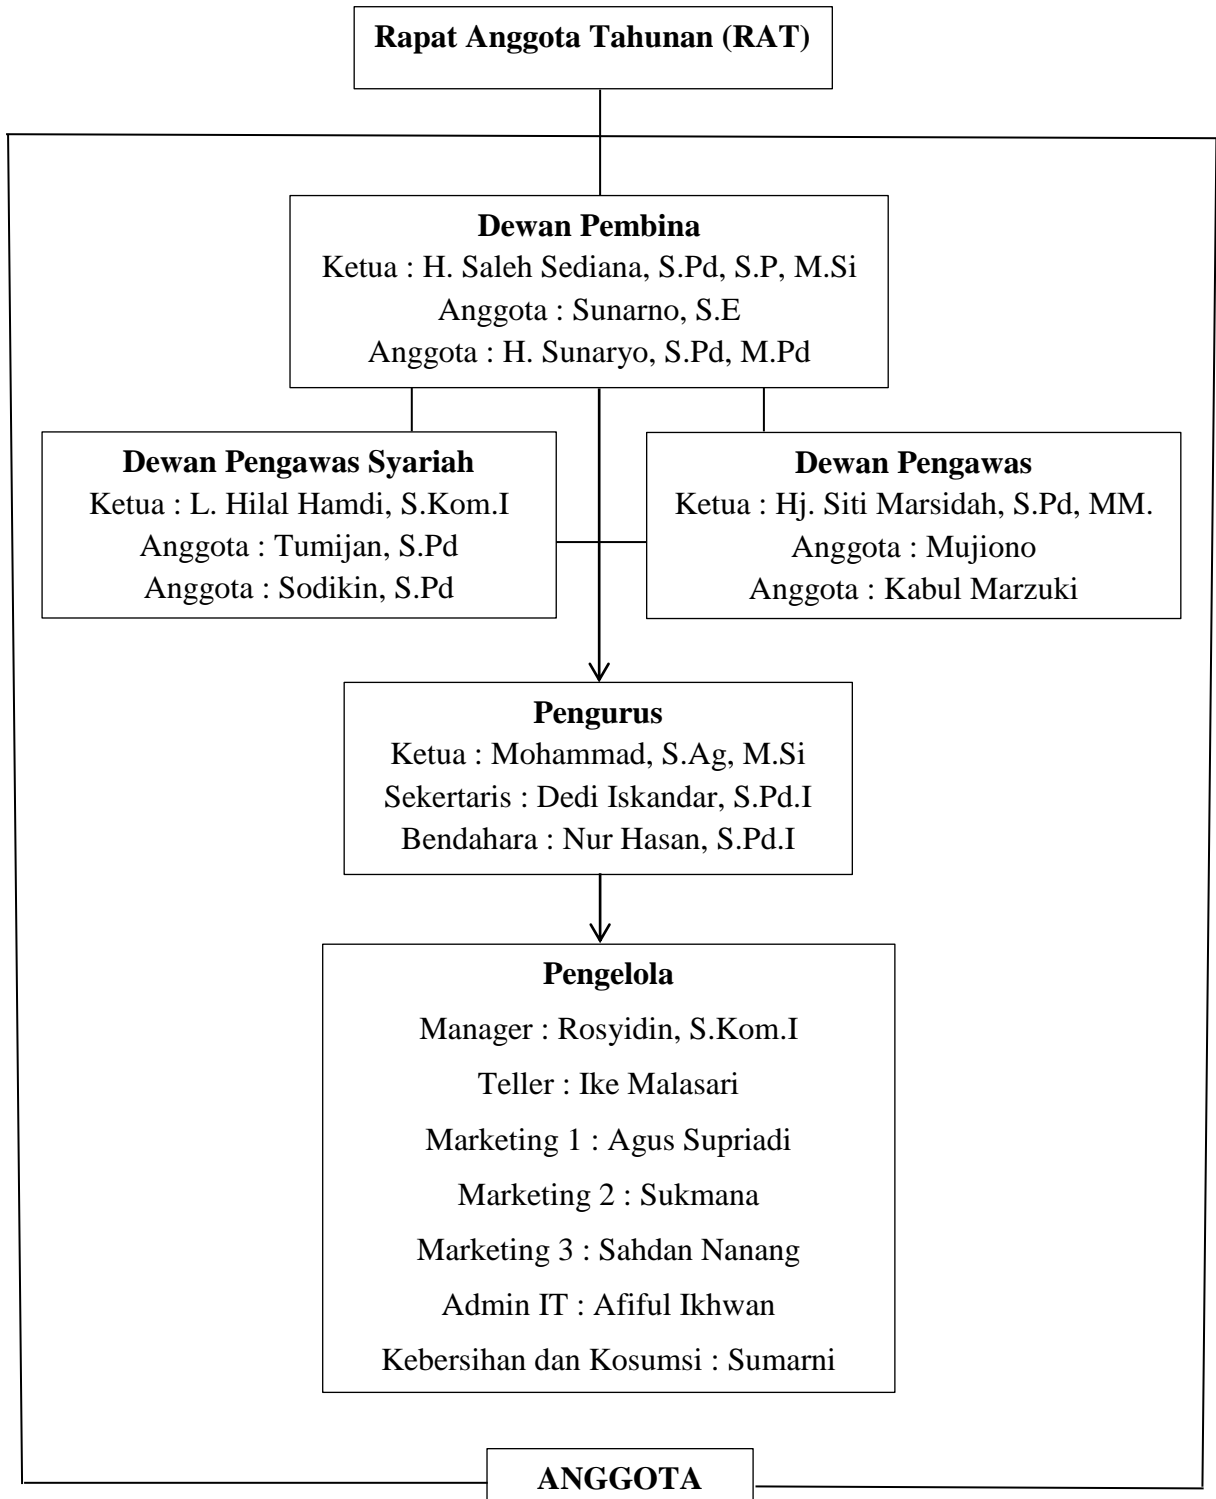 Rapat Anggota Tahunan (RAT)
Dewan Pembina
Ketua : H. Saleh Sediana, S.Pd, S.P, M.Si
Anggota : Sunarno, S.E
Anggota : H. Sunaryo, S.Pd, M.Pd
Dewan Pengawas Syariah
Ketua : L. Hilal Hamdi, S.Kom.I
Anggota : Tumijan, S.Pd
Anggota : Sodikin, S.Pd
Dewan Pengawas
Ketua : Hj. Siti Marsidah, S.Pd, MM.
Anggota : Mujiono
Anggota : Kabul Marzuki
Pengurus
Ketua : Mohammad, S.Ag, M.Si
Sekertaris : Dedi Iskandar, S.Pd.I
Bendahara : Nur Hasan, S.Pd.I
Pengelola
Manager : Rosyidin, S.Kom.I
Teller : Ike Malasari
Marketing 1 : Agus Supriadi
Marketing 2 : Sukmana
Marketing 3 : Sahdan Nanang
Admin IT : Afiful Ikhwan
Kebersihan dan Kosumsi : Sumarni
ANGGOTA